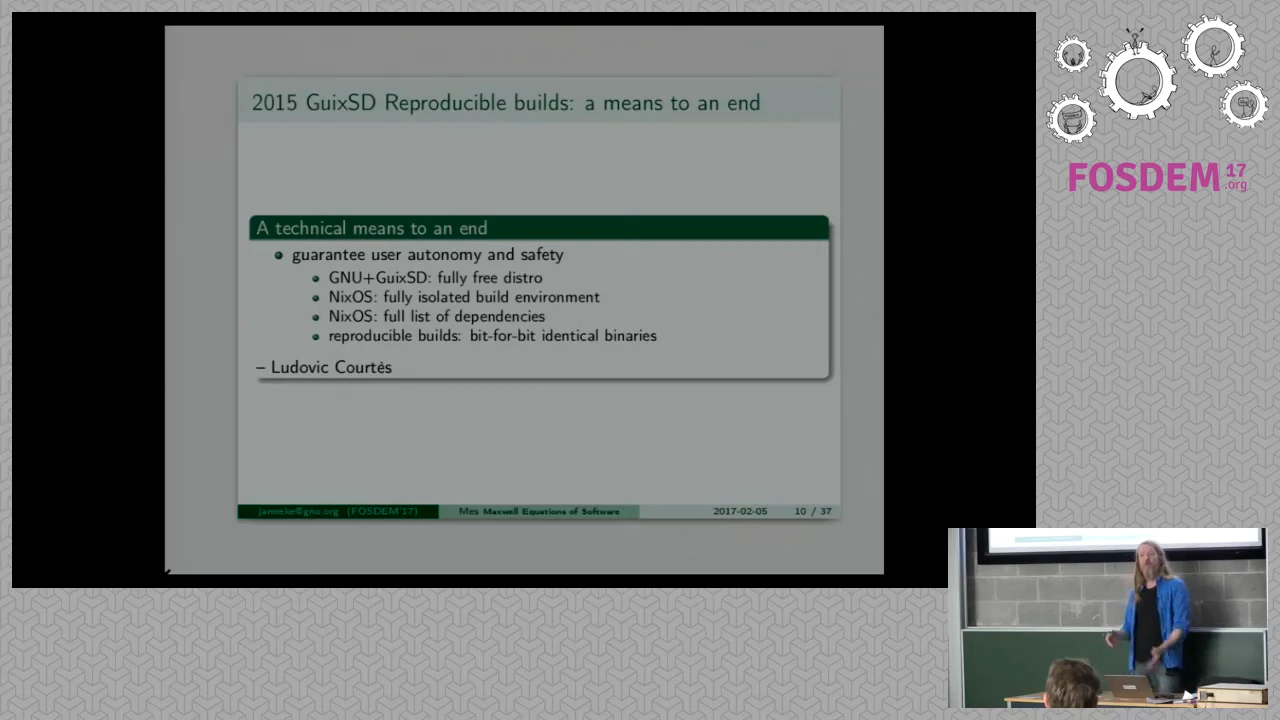 2015 GuixSD Reproducible builds: a means to an end
A technical means to an end
guarantee user autonomy and safety
GNU+GuixSD: fully free distro
NixOS: fully isolated build environment
NixOS: full list of dependencies
reproducible builds: bit-for-bit identical binaries
– Ludovic Courtès
janneke@gnu.org (FOSDEM'17)
Mes Maxwell Equations of Software
2017-02-05
10 / 37
FOSDEM 17
.org